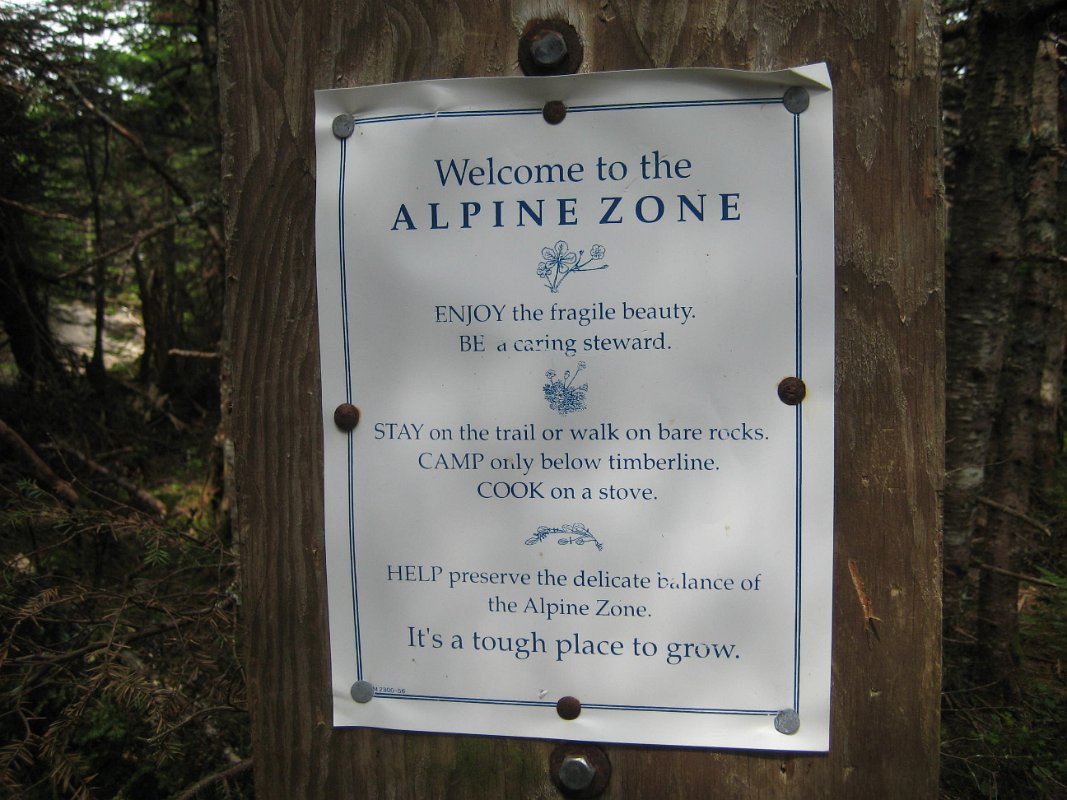 Welcome to the
ALPINE ZONE
ENJOY the fragile beauty.
BE a caring steward.
STAY on the trail or walk on bare rocks.
CAMP only below timberline.
COOK on a stove.
HELP preserve the delicate balance of
the Alpine Zone.
It's a tough place to grow.